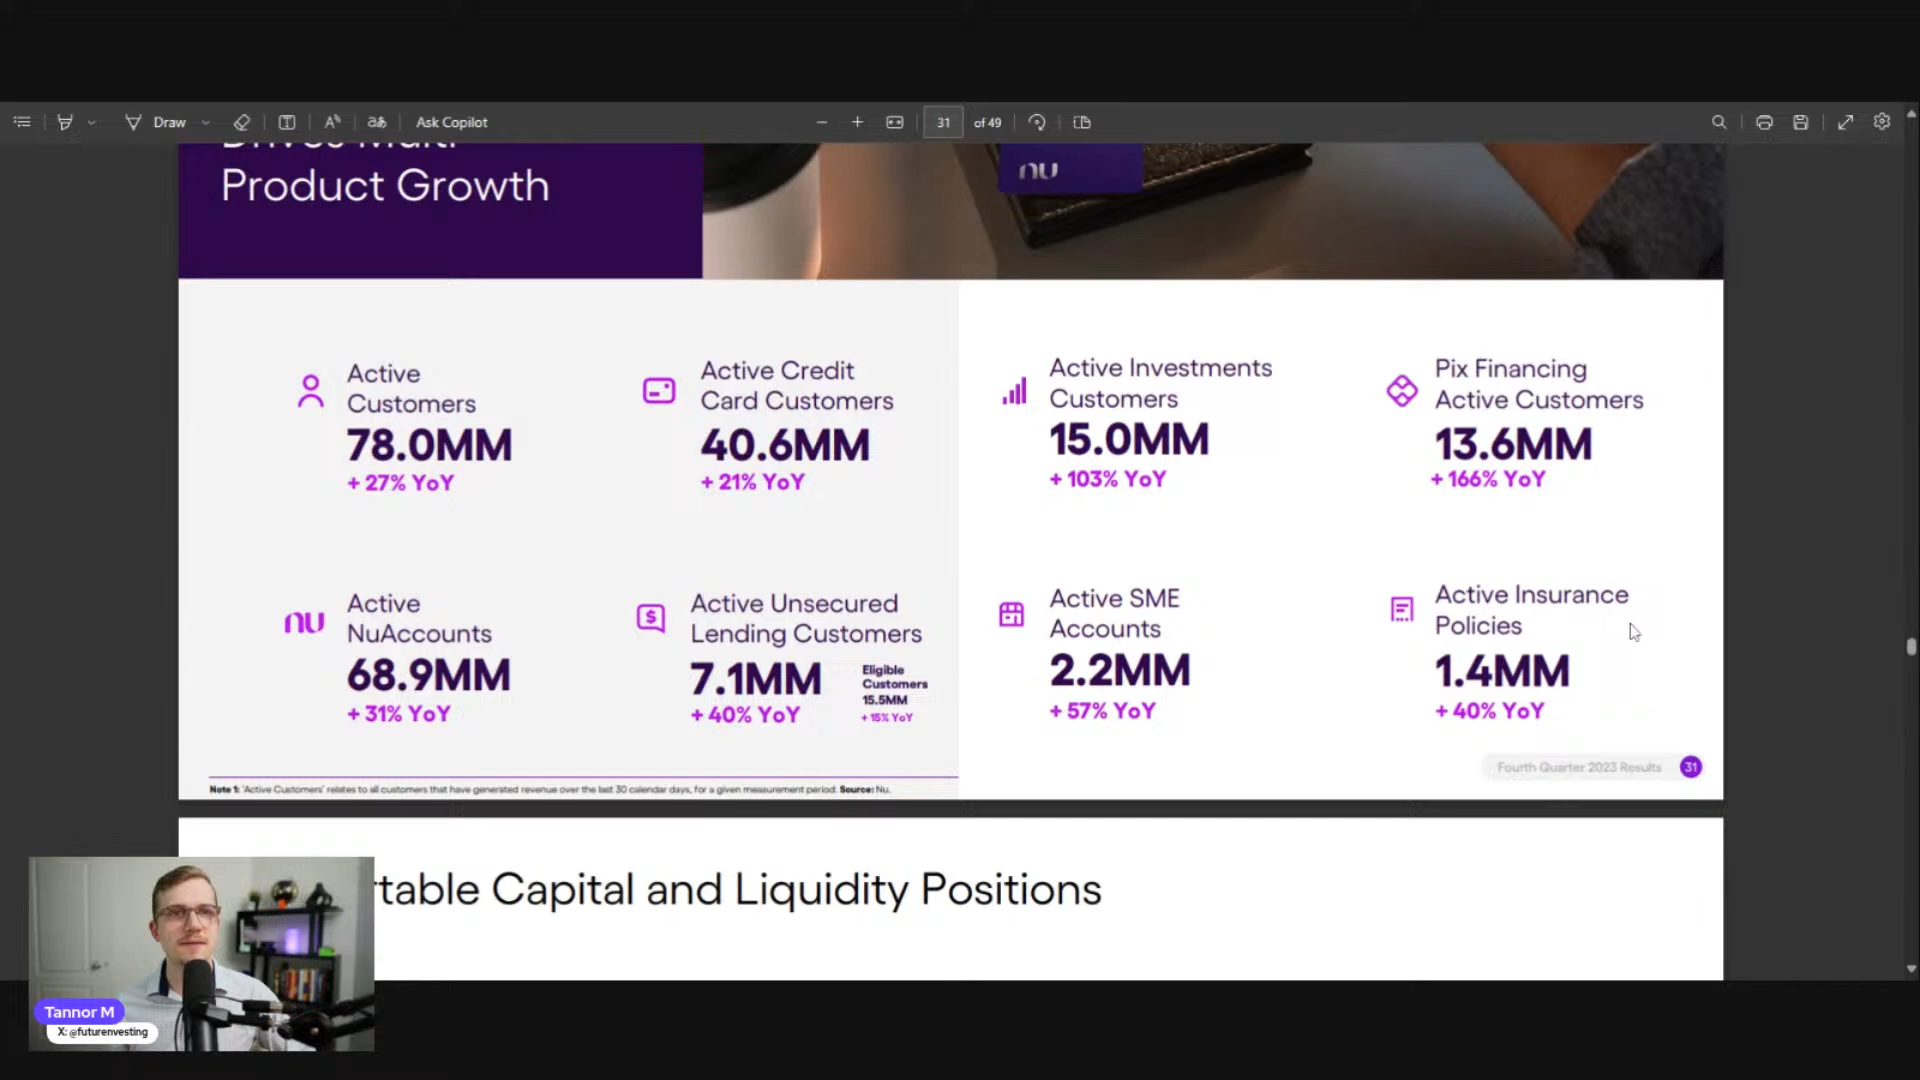 Draw
Ask Copilot
31
of 49
Product Growth
nu
Active
Customers
78.0MM
+ 27% YoY
Active Credit
Card Customers
40.6MM
+ 21% YoY
Active Investments
Customers
15.0MM
+ 103% YoY
Pix Financing
Active Customers
13.6MM
+ 166% YoY
nu
Active
NuAccounts
68.9MM
+ 31% YoY
Active Unsecured
Lending Customers
7.1MM
+ 40% YoY
Eligible
Customers
15.5MM
+ 15% YoY
Active SME
Accounts
2.2MM
+ 57% YoY
Active Insurance
Policies
1.4MM
+ 40% YoY
Fourth Quarter 2023 Results 31
Note 1: 'Active Customers' relates to all customers that have generated revenue over the last 30 calendar days, for a given measurement period. Source: Nu.
rtable Capital and Liquidity Positions
Tannor M
X: @futurenvesting